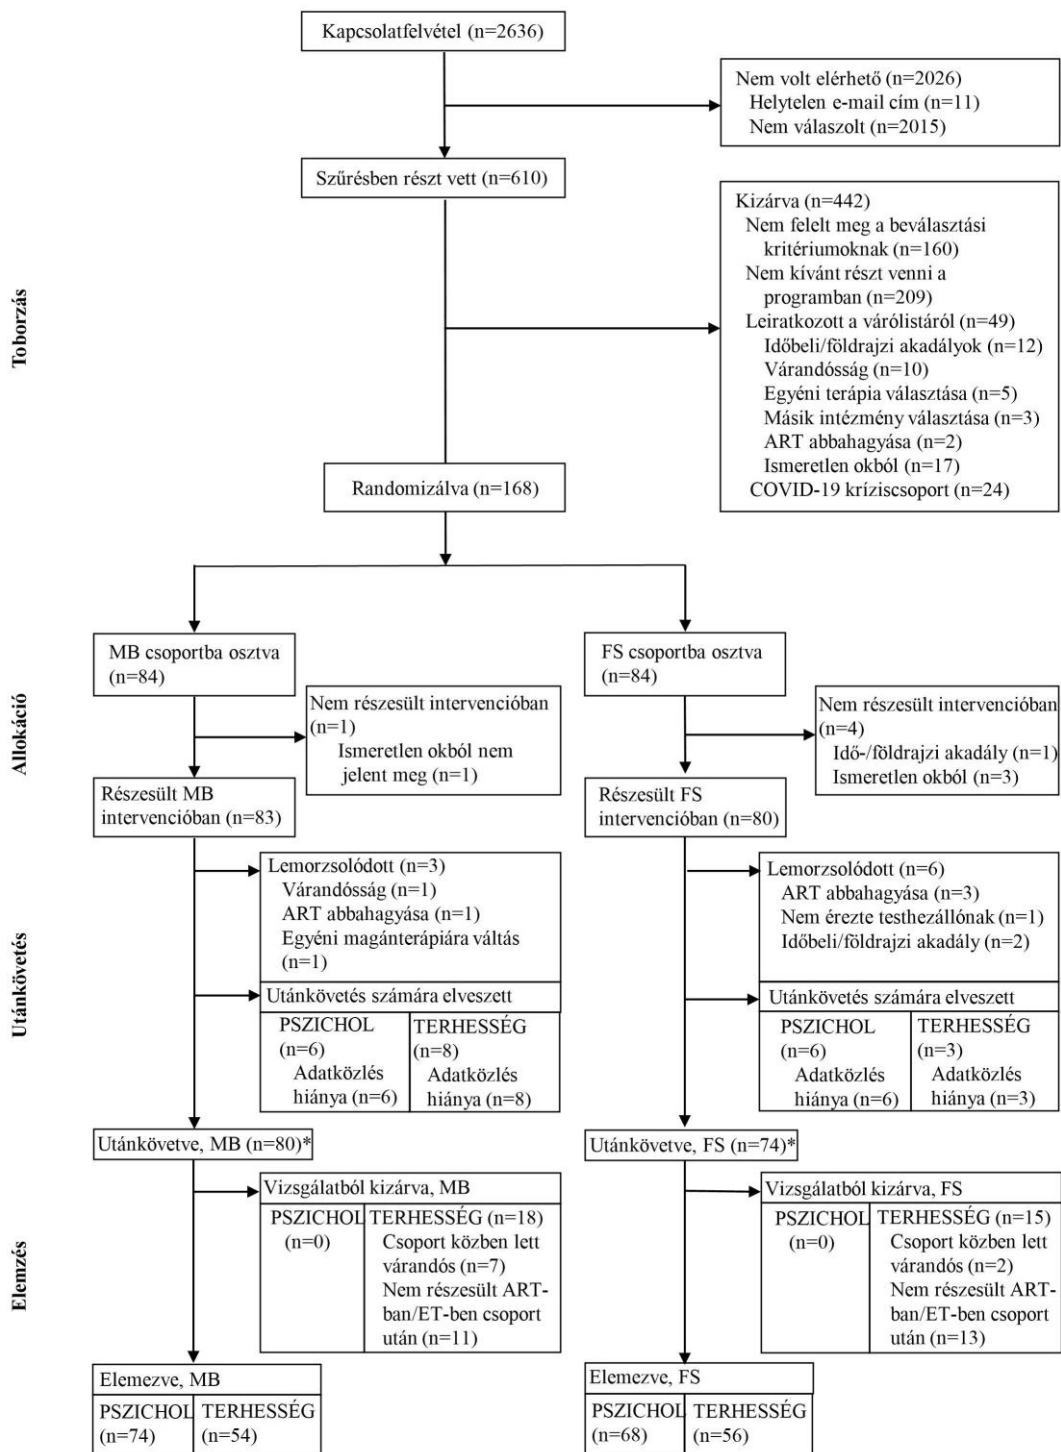 Kapcsolatfelvétel (n=2636)
Nem volt elérhető (n=2026)
Helytelen e-mail cím (n=11)
Nem válaszolt (n=2015)
Szűrésben részt vett (n=610)
Kizárva (n=442)
Nem felelt meg a beválasztási
kritériumoknak (n=160)
Nem kívánt részt venni a
programban (n=209)
Leiratkozott a várólistáról (n=49)
Időbeli/földrajzi akadályok (n=12)
Várandósság (n=10)
Egyéni terápia választása (n=5)
Másik intézmény választása (n=3)
ART abbahagyása (n=2)
Ismeretlen okból (n=17)
COVID-19 kríziscsoport (n=24)
Toborzás
Randomizálva (n=168)
MB csoportba osztva
(n=84)
FS csoportba osztva
(n=84)
Allokáció
Nem részesült intervencióban
(n=1)
Ismeretlen okból nem
jelent meg (n=1)
Nem részesült intervencióban
(n=4)
Idő-/földrajzi akadály (n=1)
Ismeretlen okból (n=3)
Részesült MB
intervencióban (n=83)
Részesült FS
intervencióban (n=80)
Utánkövetés
Lemorzsolódott (n=3)
Várandósság (n=1)
ART abbahagyása (n=1)
Egyéni magánterápiára váltás
(n=1)
Utánkövetés számára elveszett
PSZICHOL
(n=6)
Adatközlés
hiánya (n=6)
TERHESSÉG
(n=8)
Adatközlés
hiánya (n=8)
Lemorzsolódott (n=6)
ART abbahagyása (n=3)
Nem érezte testhezállónak (n=1)
Időbeli/földrajzi akadály (n=2)
Utánkövetés számára elveszett
PSZICHOL
(n=6)
Adatközlés
hiánya (n=6)
TERHESSÉG
(n=3)
Adatközlés
hiánya (n=3)
Utánkövetve, MB (n=80)*
Utánkövetve, FS (n=74)*
Elemzés
Vizsgálatból kizárva, MB
PSZICHOL
(n=0)
TERHESSÉG (n=18)
Csoport közben lett
várandós (n=7)
Nem részesült ART-
ban/ET-ben csoport
után (n=11)
Vizsgálatból kizárva, FS
PSZICHOL
(n=0)
TERHESSÉG (n=15)
Csoport közben lett
várandós (n=2)
Nem részesült ART-
ban/ET-ben csoport
után (n=13)
Elemezve, MB
PSZICHOL
(n=74)
TERHESSÉG
(n=54)
Elemezve, FS
PSZICHOL
(n=68)
TERHESSÉG
(n=56)